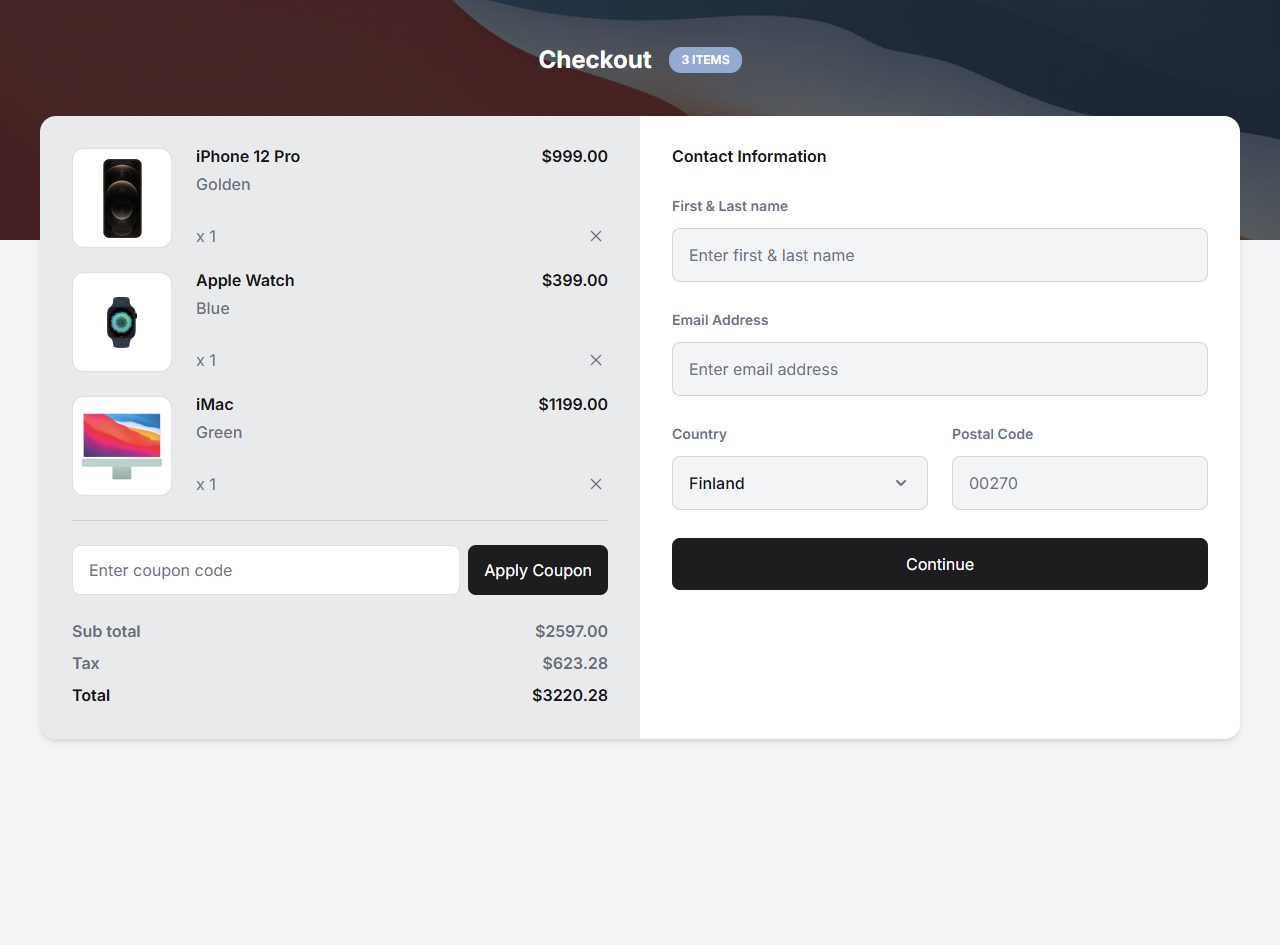 Checkout 3 ITEMS
iPhone 12 Pro $999.00
Golden
x 1
Apple Watch $399.00
Blue
x 1
iMac $1199.00
Green
x 1
Enter coupon code Apply Coupon
Sub total $2597.00
Tax $623.28
Total $3220.28
Contact Information
First & Last name
Enter first & last name
Email Address
Enter email address
Country Postal Code
Finland 00270
Continue